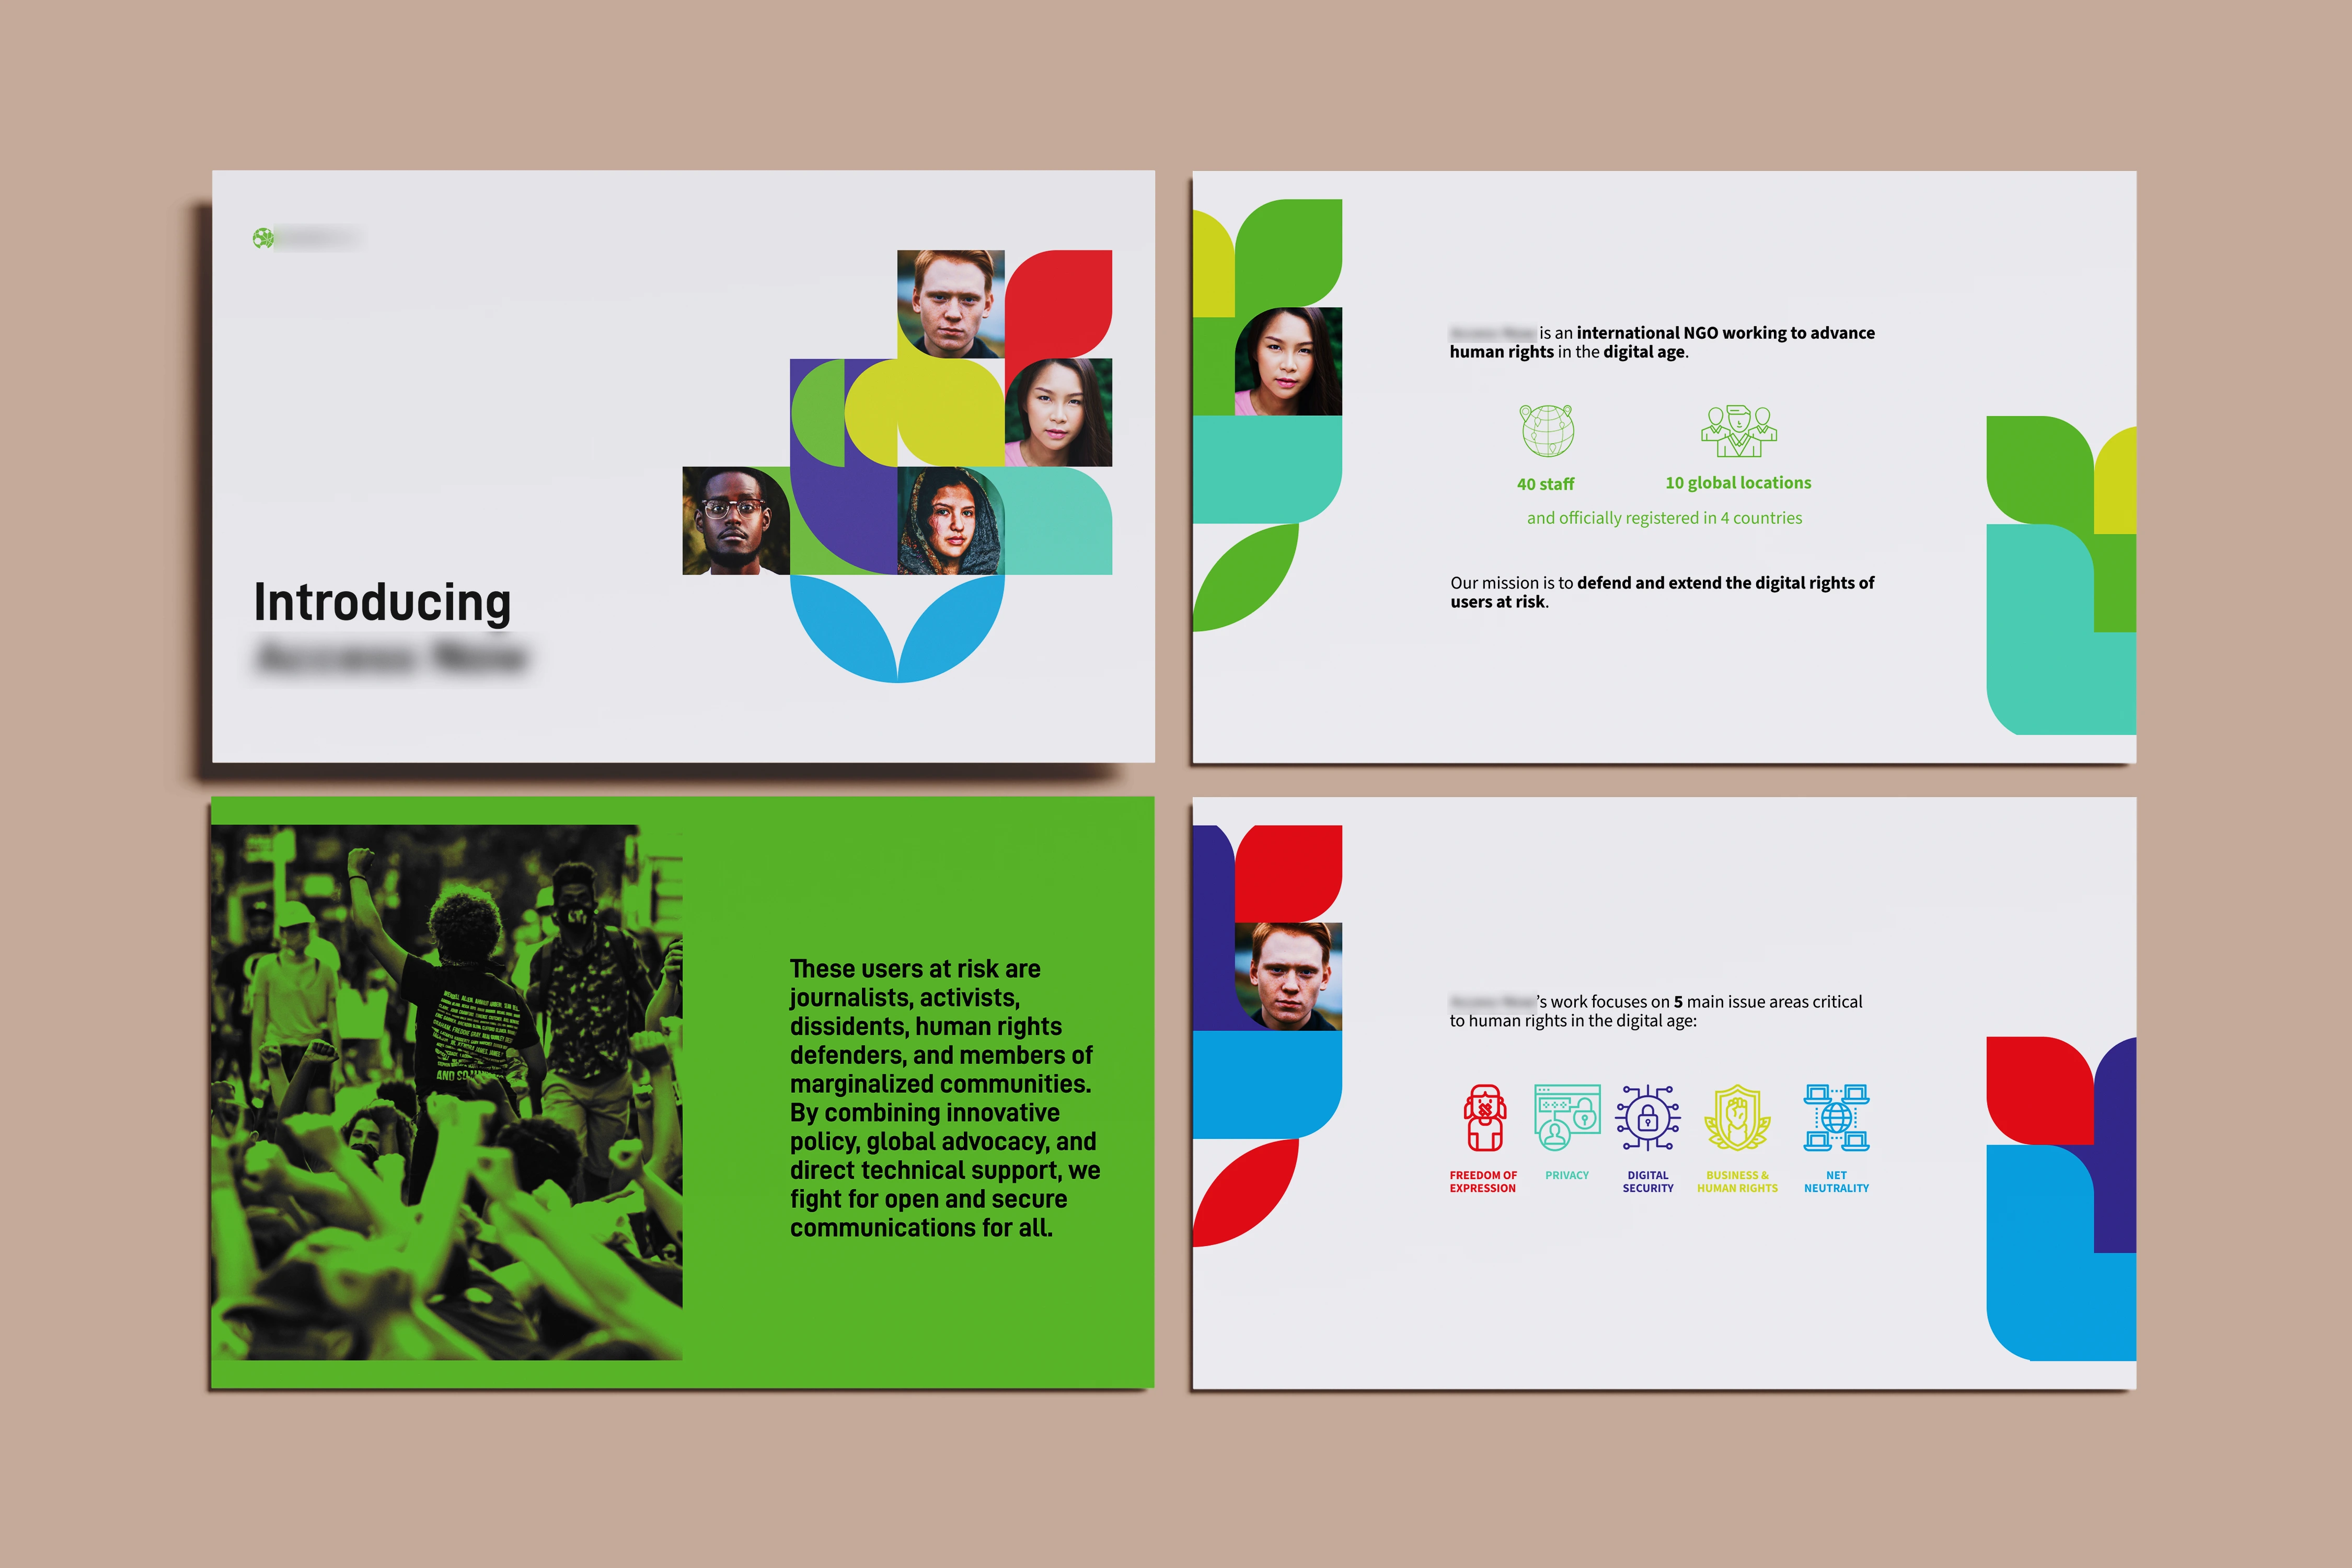 Introducing
is an international NGO working to advance
human rights in the digital age.
40 staff
10 global locations
and officially registered in 4 countries
Our mission is to defend and extend the digital rights of
users at risk.
FREDDIE GRAY
AND SO
These users at risk are
journalists, activists,
dissidents, human rights
defenders, and members of
marginalized communities.
By combining innovative
policy, global advocacy, and
direct technical support, we
fight for open and secure
communications for all.
's work focuses on 5 main issue areas critical
to human rights in the digital age:
FREEDOM OF
EXPRESSION
PRIVACY
DIGITAL
SECURITY
BUSINESS &
HUMAN RIGHTS
NET
NEUTRALITY